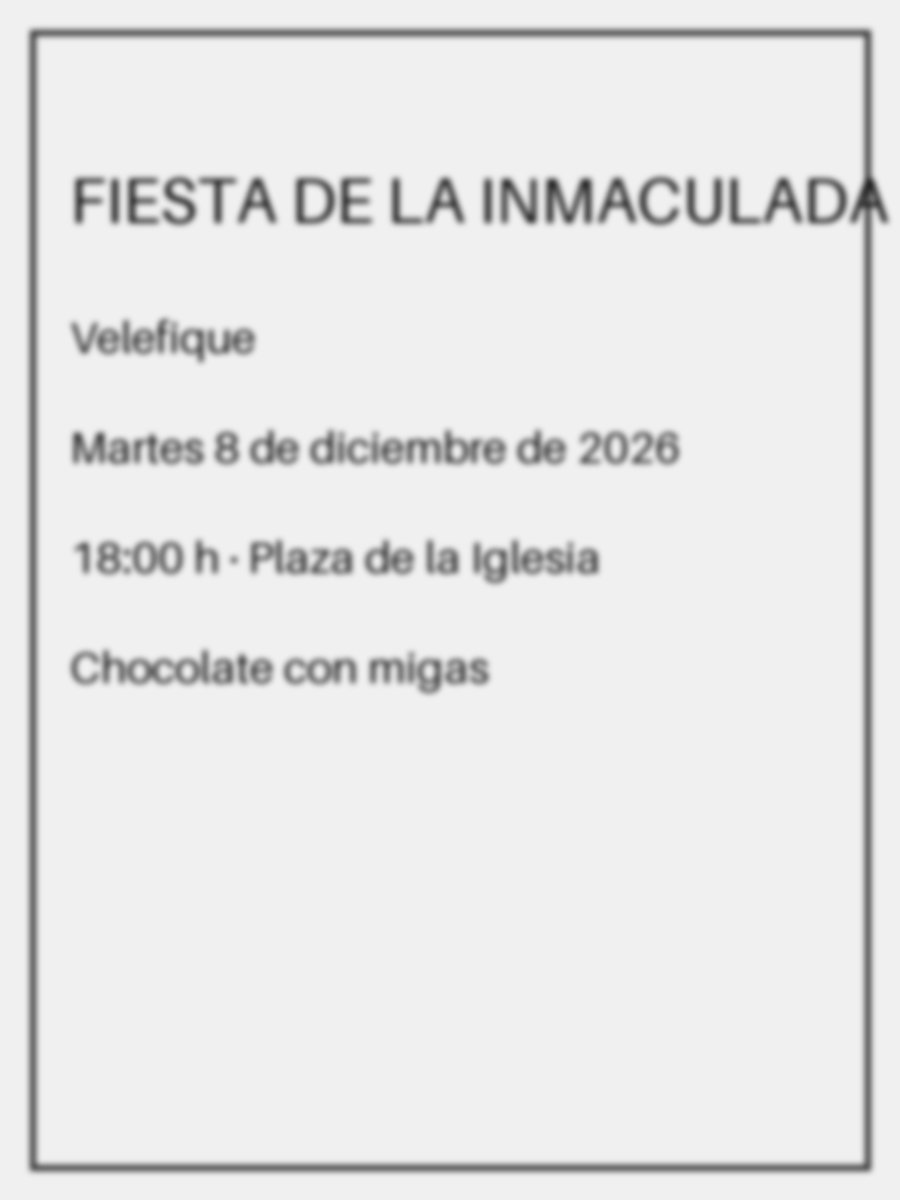 FIESTA DE LA INMACULADA
Velefique
Martes 8 de diciembre de 2026
18:00 h · Plaza de la Iglesia
Chocolate con migas